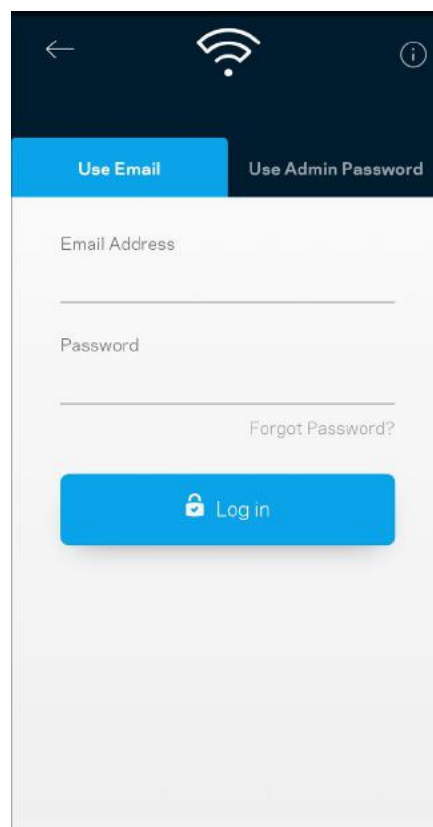 Use Email
Use Admin Password
Email Address
Password
Forgot Password?
Log in